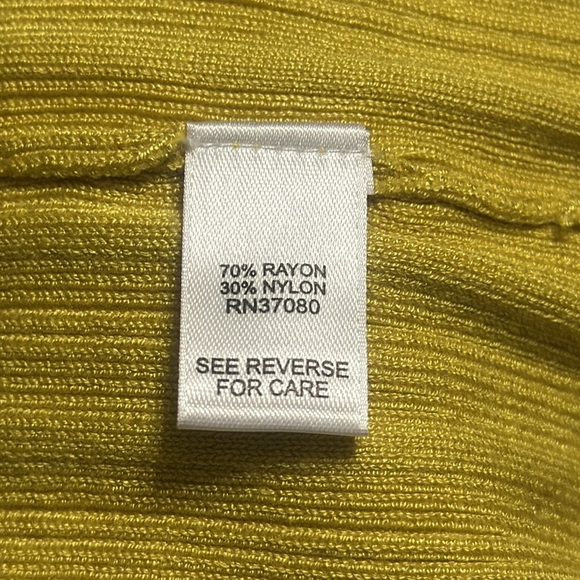 70% RAYON
30% NYLON
RN37080
SEE REVERSE
FOR CARE